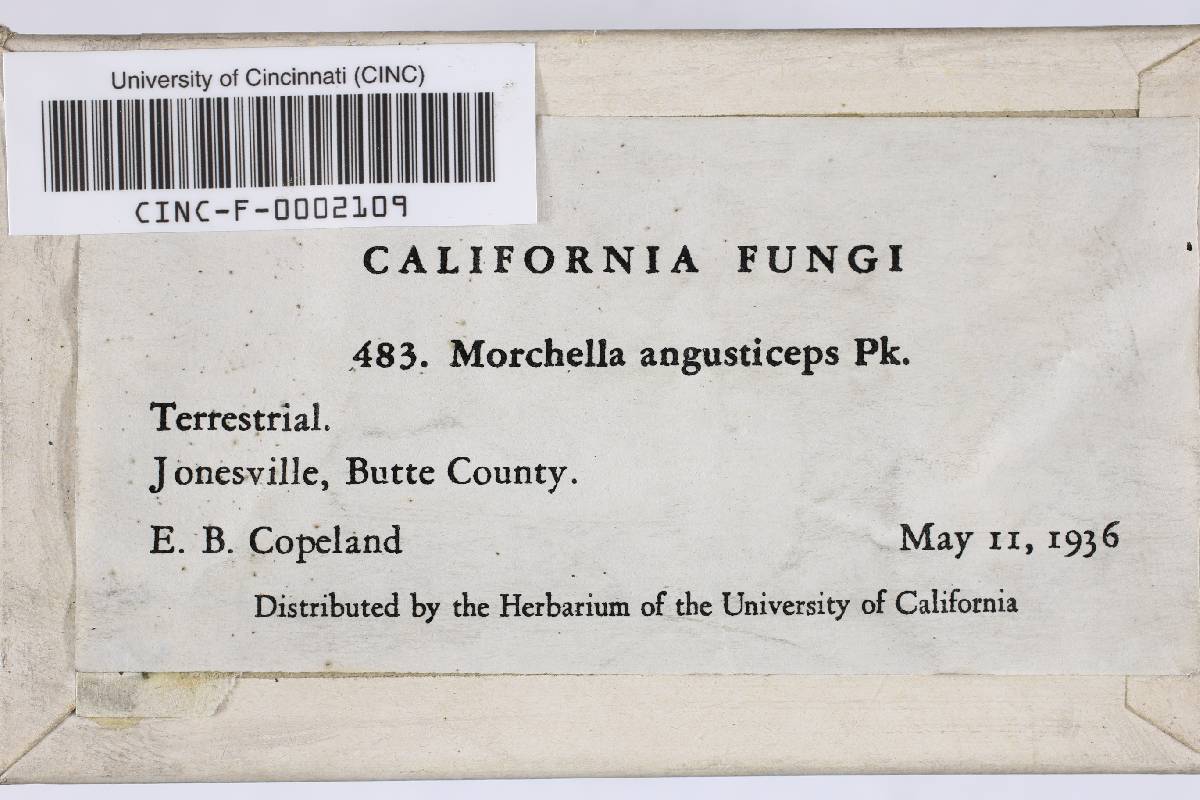 University of Cincinnati (CINC)
CINC-F-0002109
CALIFORNIA FUNGI
483. Morchella angusticeps Pk.
Terrestrial.
Jonesville, Butte County.
E. B. Copeland May 11, 1936
Distributed by the Herbarium of the University of California